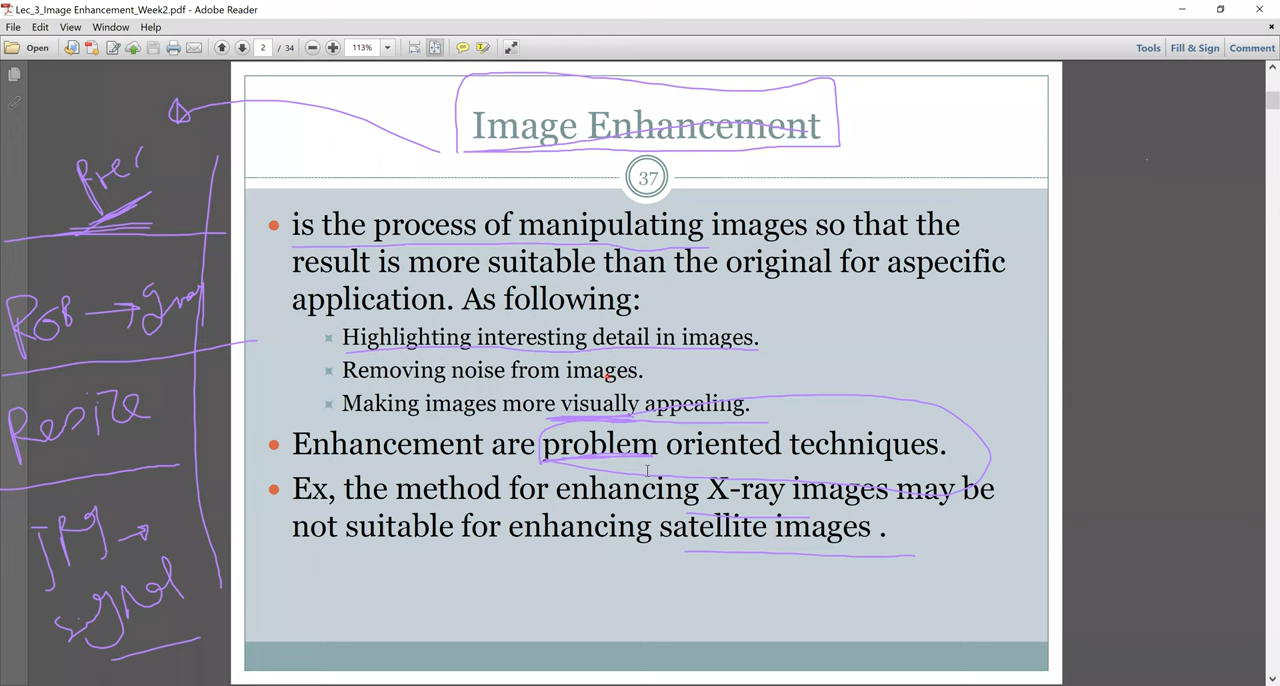 Lec_3_Image Enhancement_Week2.pdf - Adobe Reader
File Edit View Window Help
Open 2 / 34 113% Tools Fill & Sign Comment
Image Enhancement
37
is the process of manipulating images so that the
result is more suitable than the original for aspecific
application. As following:
Highlighting interesting detail in images.
Removing noise from images.
Making images more visually appealing.
Enhancement are problem oriented techniques.
Ex, the method for enhancing X-ray images may be
not suitable for enhancing satellite images .
Pre
RGB → gray
Resize
JPG →
signal